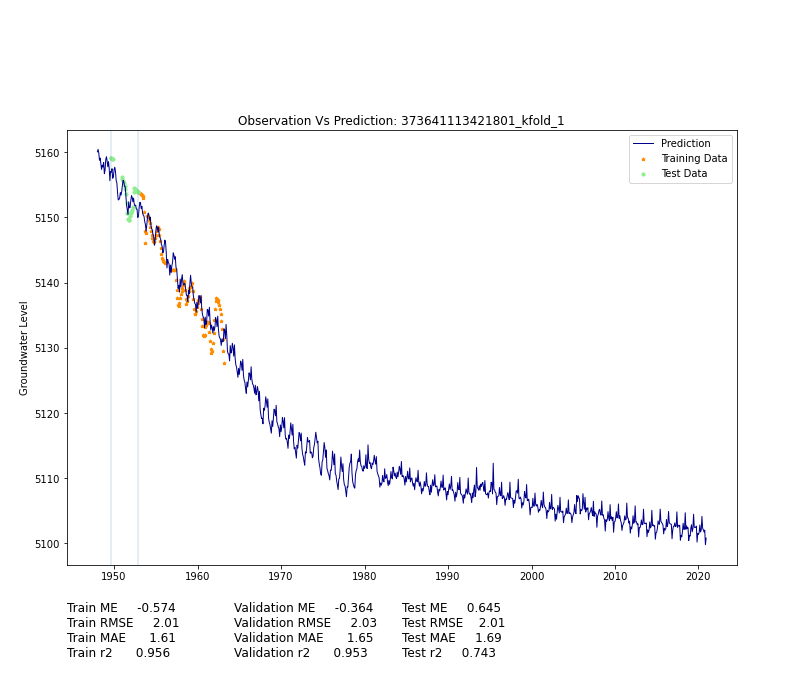 Observation Vs Prediction: 373641113421801_kfold_1
Prediction
Training Data
Test Data
Groundwater Level
5160
5150
5140
5130
5120
5110
5100
1950 1960 1970 1980 1990 2000 2010 2020
Train ME -0.574 Validation ME -0.364 Test ME 0.645
Train RMSE 2.01 Validation RMSE 2.03 Test RMSE 2.01
Train MAE 1.61 Validation MAE 1.65 Test MAE 1.69
Train r2 0.956 Validation r2 0.953 Test r2 0.743